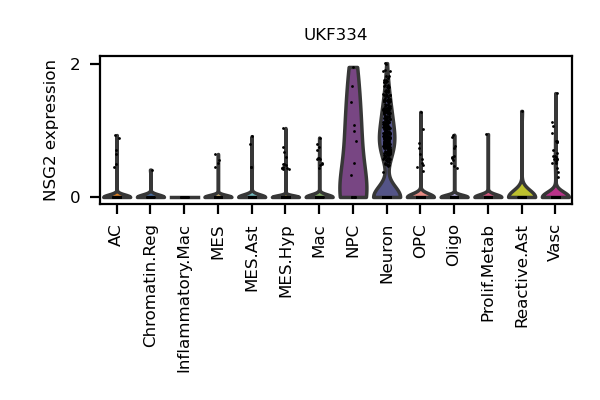 UKF334
NSG2 expression
2
0
AC
Chromatin.Reg
Inflammatory.Mac
MES
MES.Ast
MES.Hyp
Mac
NPC
Neuron
OPC
Oligo
Prolif.Metab
Reactive.Ast
Vasc